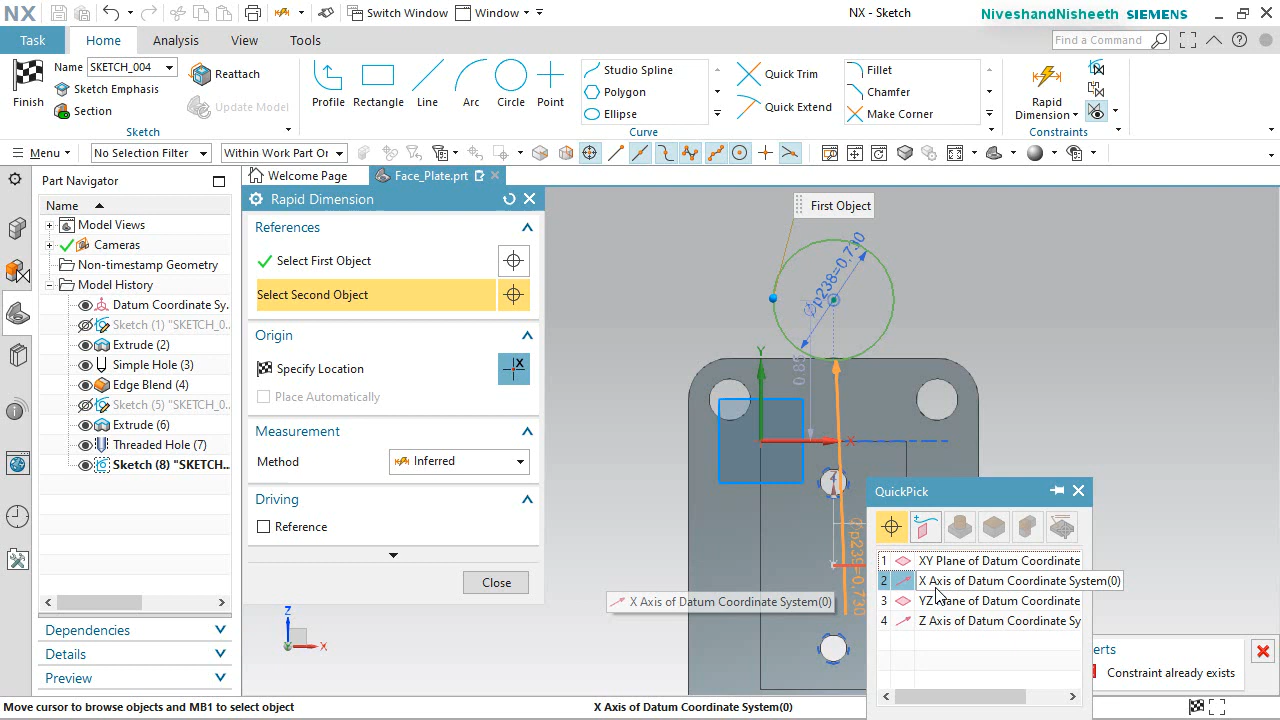 NX
Switch Window
Window
NX - Sketch
NiveshandNisheeth SIEMENS
Task
Home
Analysis
View
Tools
Find a Command
Finish
Name
SKETCH_004
Sketch Emphasis
Section
Reattach
Update Model
Sketch
Profile
Rectangle
Line
Arc
Circle
Point
Studio Spline
Polygon
Ellipse
Curve
Quick Trim
Quick Extend
Fillet
Chamfer
Make Corner
Rapid
Dimension
Constraints
Menu
No Selection Filter
Within Work Part Or
Part Navigator
Name
Model Views
Cameras
Non-timestamp Geometry
Model History
Datum Coordinate Sy.
Sketch (1) "SKETCH_0..
Extrude (2)
Simple Hole (3)
Edge Blend (4)
Sketch (5) "SKETCH_0..
Extrude (6)
Threaded Hole (7)
Sketch (8) "SKETCH...
Dependencies
Details
Preview
Welcome Page
Face_Plate.prt
Rapid Dimension
References
Select First Object
Select Second Object
Origin
Specify Location
Place Automatically
Measurement
Method
Inferred
Driving
Reference
Close
First Object
Øp238=0.730
Y
X
Øp239=0.730
X Axis of Datum Coordinate System(0)
Z
X
QuickPick
1 XY Plane of Datum Coordinate
2 X Axis of Datum Coordinate System(0)
3 YZ Plane of Datum Coordinate
4 Z Axis of Datum Coordinate Sy
erts
Constraint already exists
Move cursor to browse objects and MB1 to select object
X Axis of Datum Coordinate System(0)